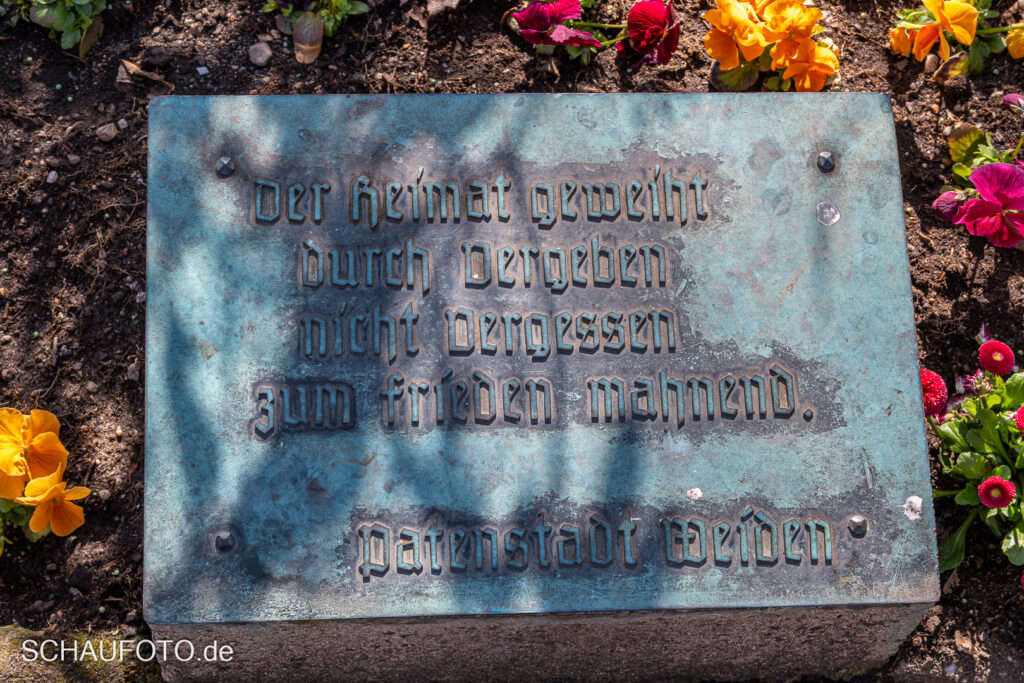 Der Heimat geweiht
durch Vergeben
nicht Vergessen
zum frieden mahnend.
Patenstadt Weiden
SCHAUFOTO.de